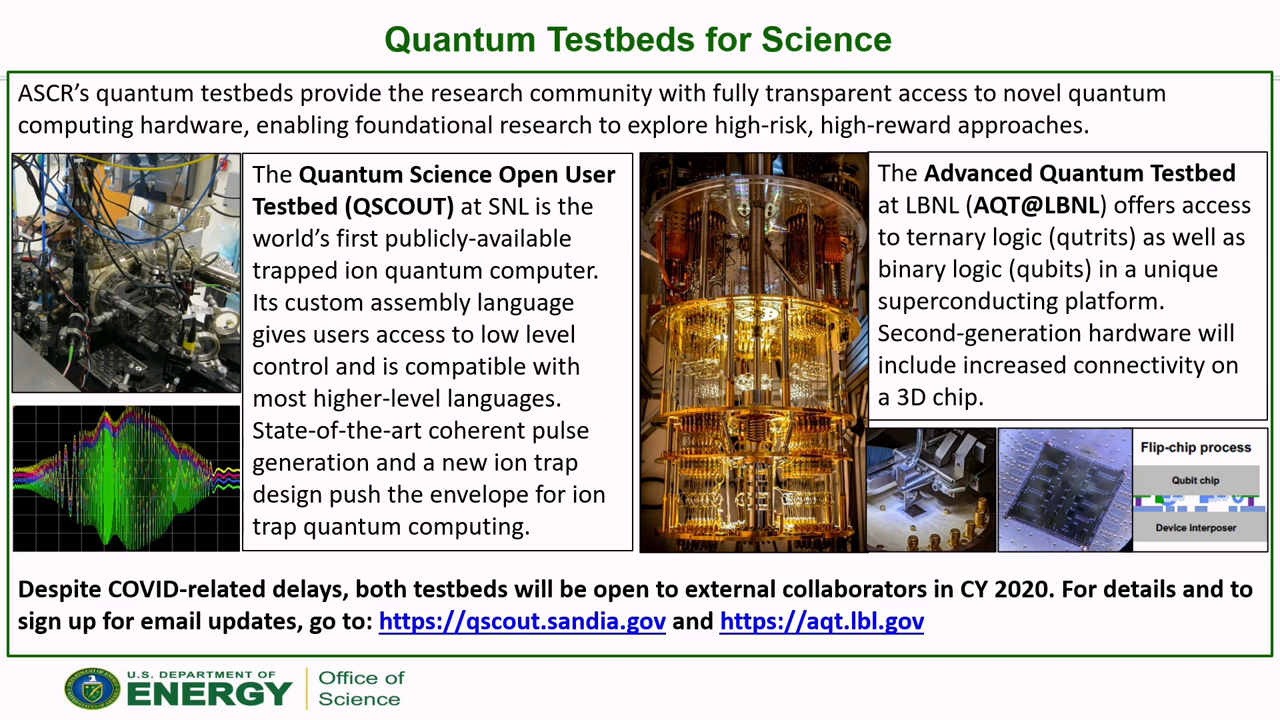 Quantum Testbeds for Science
ASCR’s quantum testbeds provide the research community with fully transparent access to novel quantum
computing hardware, enabling foundational research to explore high-risk, high-reward approaches.
The Quantum Science Open User
Testbed (QSCOUT) at SNL is the
world’s first publicly-available
trapped ion quantum computer.
Its custom assembly language
gives users access to low level
control and is compatible with
most higher-level languages.
State-of-the-art coherent pulse
generation and a new ion trap
design push the envelope for ion
trap quantum computing.
The Advanced Quantum Testbed
at LBNL (AQT@LBNL) offers access
to ternary logic (qutrits) as well as
binary logic (qubits) in a unique
superconducting platform.
Second-generation hardware will
include increased connectivity on
a 3D chip.
Flip-chip process
Qubit chip
Device interposer
Despite COVID-related delays, both testbeds will be open to external collaborators in CY 2020. For details and to
sign up for email updates, go to: https://qscout.sandia.gov and https://aqt.lbl.gov
U.S. DEPARTMENT OF
ENERGY
Office of
Science